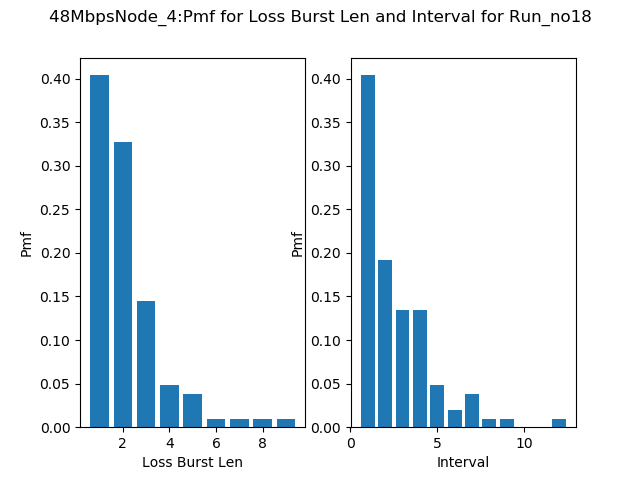 48MbpsNode_4:Pmf for Loss Burst Len and Interval for Run_no18
Pmf
0.40
0.35
0.30
0.25
0.20
0.15
0.10
0.05
0.00
2 4 6 8
Loss Burst Len
Pmf
0.40
0.35
0.30
0.25
0.20
0.15
0.10
0.05
0.00
0 5 10
Interval